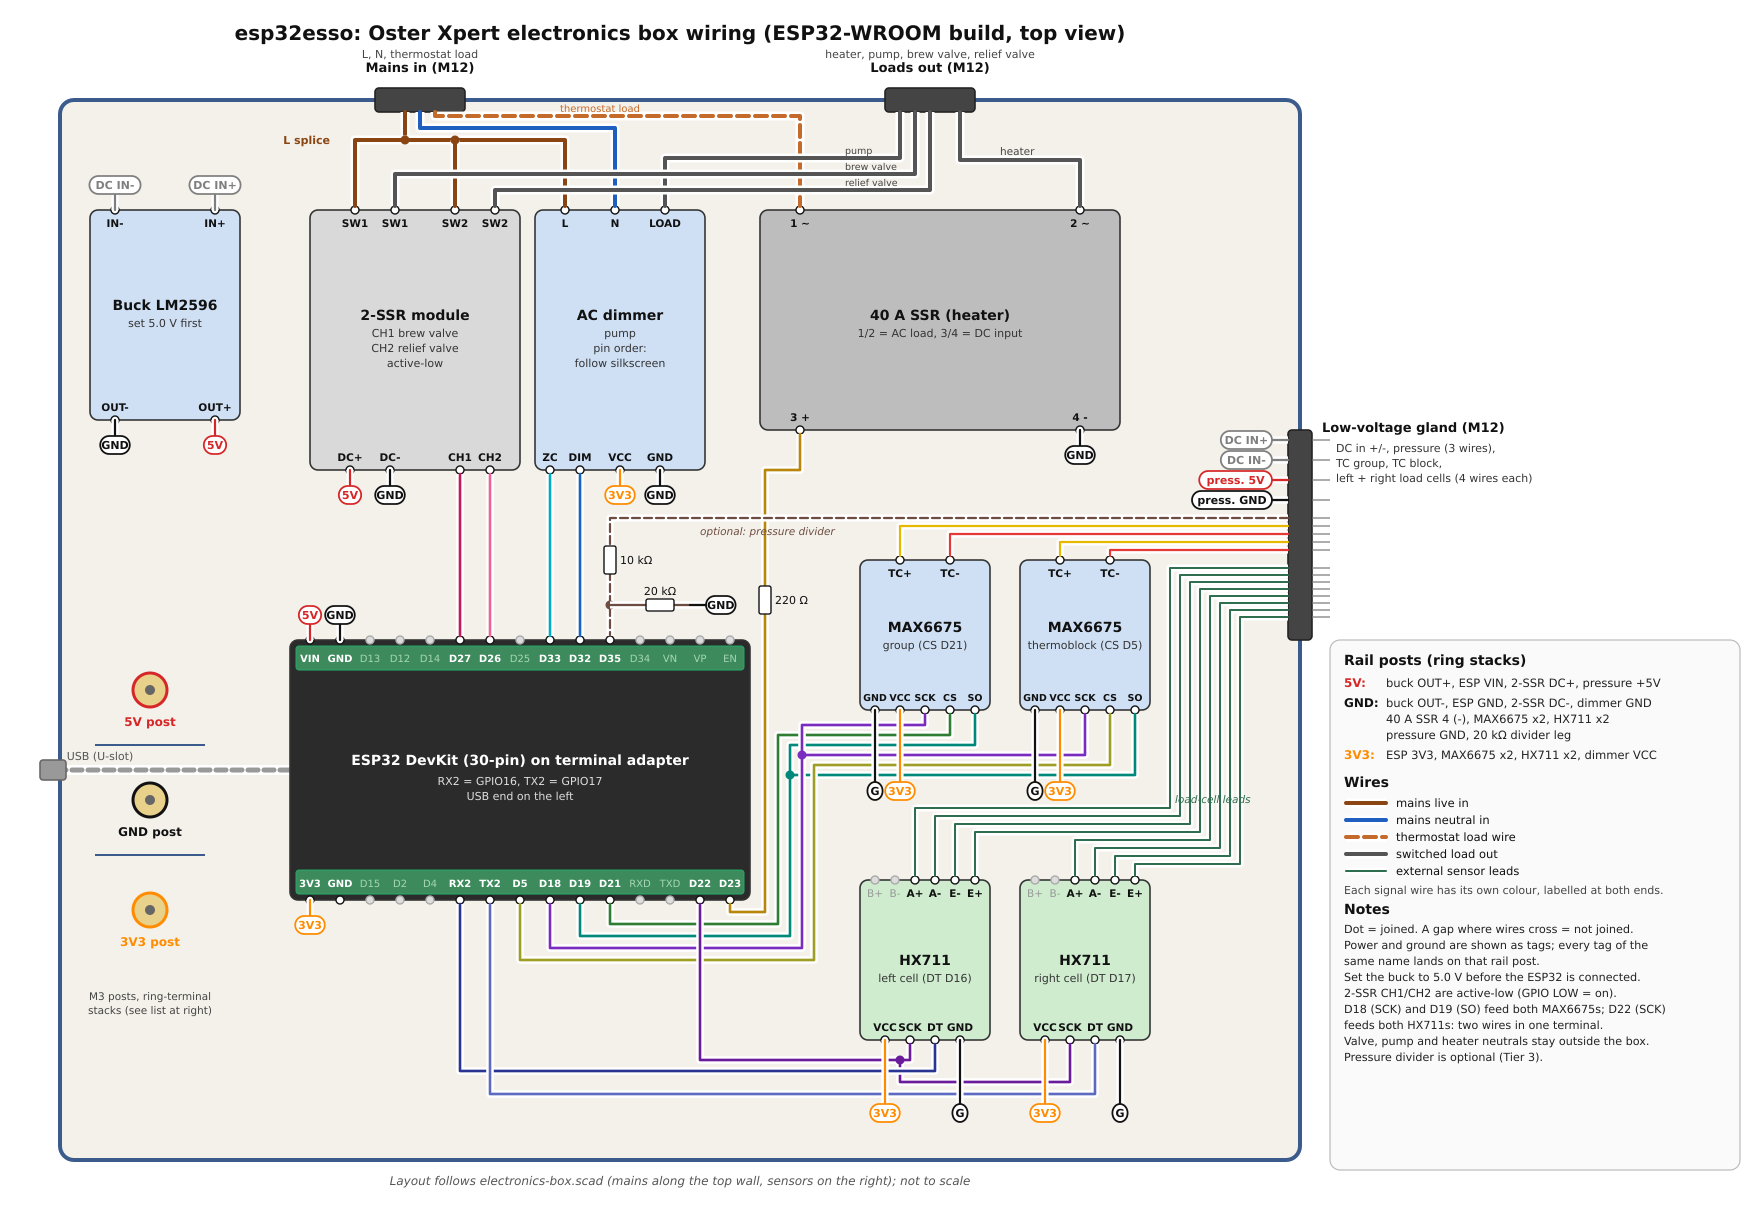 esp32esso: Oster Xpert electronics box wiring (ESP32-WROOM build, top view)
L, N, thermostat load
Mains in (M12)
heater, pump, brew valve, relief valve
Loads out (M12)
thermostat load
L splice
pump
brew valve
relief valve
heater
DC IN-
DC IN+
IN-
IN+
Buck LM2596
set 5.0 V first
OUT-
OUT+
GND
5V
SW1
SW1
SW2
SW2
2-SSR module
CH1 brew valve
CH2 relief valve
active-low
DC+
DC-
CH1
CH2
5V
GND
L
N
LOAD
AC dimmer
pump
pin order:
follow silkscreen
ZC
DIM
VCC
GND
3V3
GND
1 ~
2 ~
40 A SSR (heater)
1/2 = AC load, 3/4 = DC input
3 +
4 -
GND
DC IN+
DC IN-
press. 5V
press. GND
Low-voltage gland (M12)
DC in +/-, pressure (3 wires),
TC group, TC block,
left + right load cells (4 wires each)
optional: pressure divider
10 kΩ
20 kΩ
GND
220 Ω
TC+
TC-
MAX6675
group (CS D21)
GND VCC SCK CS SO
G
3V3
TC+
TC-
MAX6675
thermoblock (CS D5)
GND VCC SCK CS SO
G
3V3
5V
GND
VIN GND D13 D12 D14 D27 D26 D25 D33 D32 D35 D34 VN VP EN
ESP32 DevKit (30-pin) on terminal adapter
RX2 = GPIO16, TX2 = GPIO17
USB end on the left
3V3 GND D15 D2 D4 RX2 TX2 D5 D18 D19 D21 RXD TXD D22 D23
3V3
5V post
USB (U-slot)
GND post
3V3 post
M3 posts, ring-terminal
stacks (see list at right)
load-cell leads
B+ B- A+ A- E- E+
HX711
left cell (DT D16)
VCC SCK DT GND
3V3
G
B+ B- A+ A- E- E+
HX711
right cell (DT D17)
VCC SCK DT GND
3V3
G
Rail posts (ring stacks)
5V: buck OUT+, ESP VIN, 2-SSR DC+, pressure +5V
GND: buck OUT-, ESP GND, 2-SSR DC-, dimmer GND
40 A SSR 4 (-), MAX6675 x2, HX711 x2
pressure GND, 20 kΩ divider leg
3V3: ESP 3V3, MAX6675 x2, HX711 x2, dimmer VCC
Wires
mains live in
mains neutral in
thermostat load wire
switched load out
external sensor leads
Each signal wire has its own colour, labelled at both ends.
Notes
Dot = joined. A gap where wires cross = not joined.
Power and ground are shown as tags; every tag of the
same name lands on that rail post.
Set the buck to 5.0 V before the ESP32 is connected.
2-SSR CH1/CH2 are active-low (GPIO LOW = on).
D18 (SCK) and D19 (SO) feed both MAX6675s; D22 (SCK)
feeds both HX711s: two wires in one terminal.
Valve, pump and heater neutrals stay outside the box.
Pressure divider is optional (Tier 3).
Layout follows electronics-box.scad (mains along the top wall, sensors on the right); not to scale